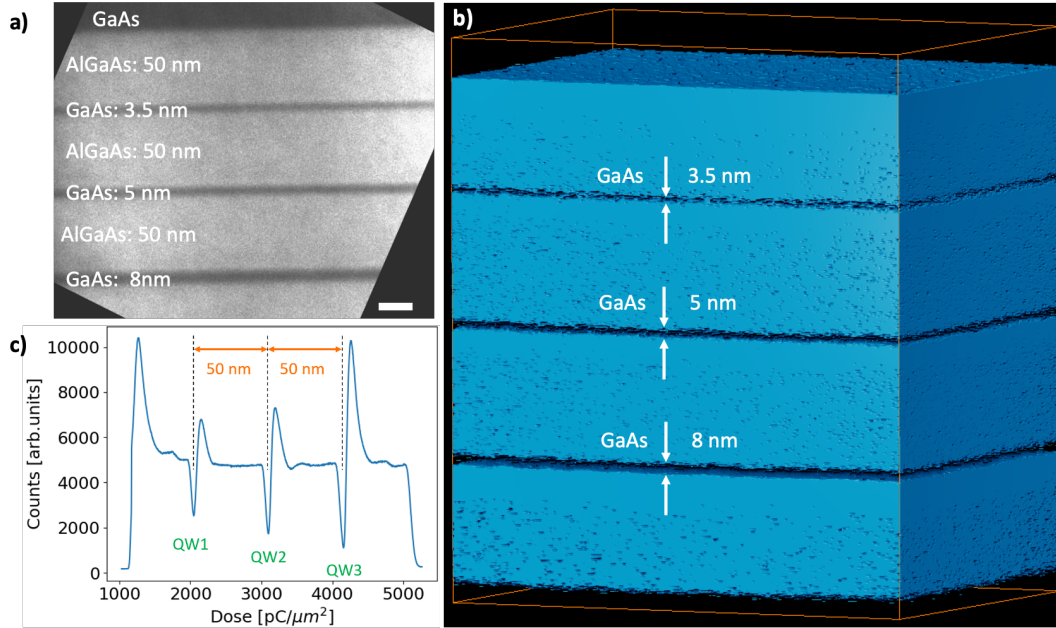 a)
GaAs
AlGaAs: 50 nm
GaAs: 3.5 nm
AlGaAs: 50 nm
GaAs: 5 nm
AlGaAs: 50 nm
GaAs: 8nm
b)
GaAs 3.5 nm
GaAs 5 nm
GaAs 8 nm
c)
Counts [arb.units]
10000
8000
6000
4000
2000
0
50 nm 50 nm
QW1
QW2
QW3
1000 2000 3000 4000 5000
Dose [pC/μm²]